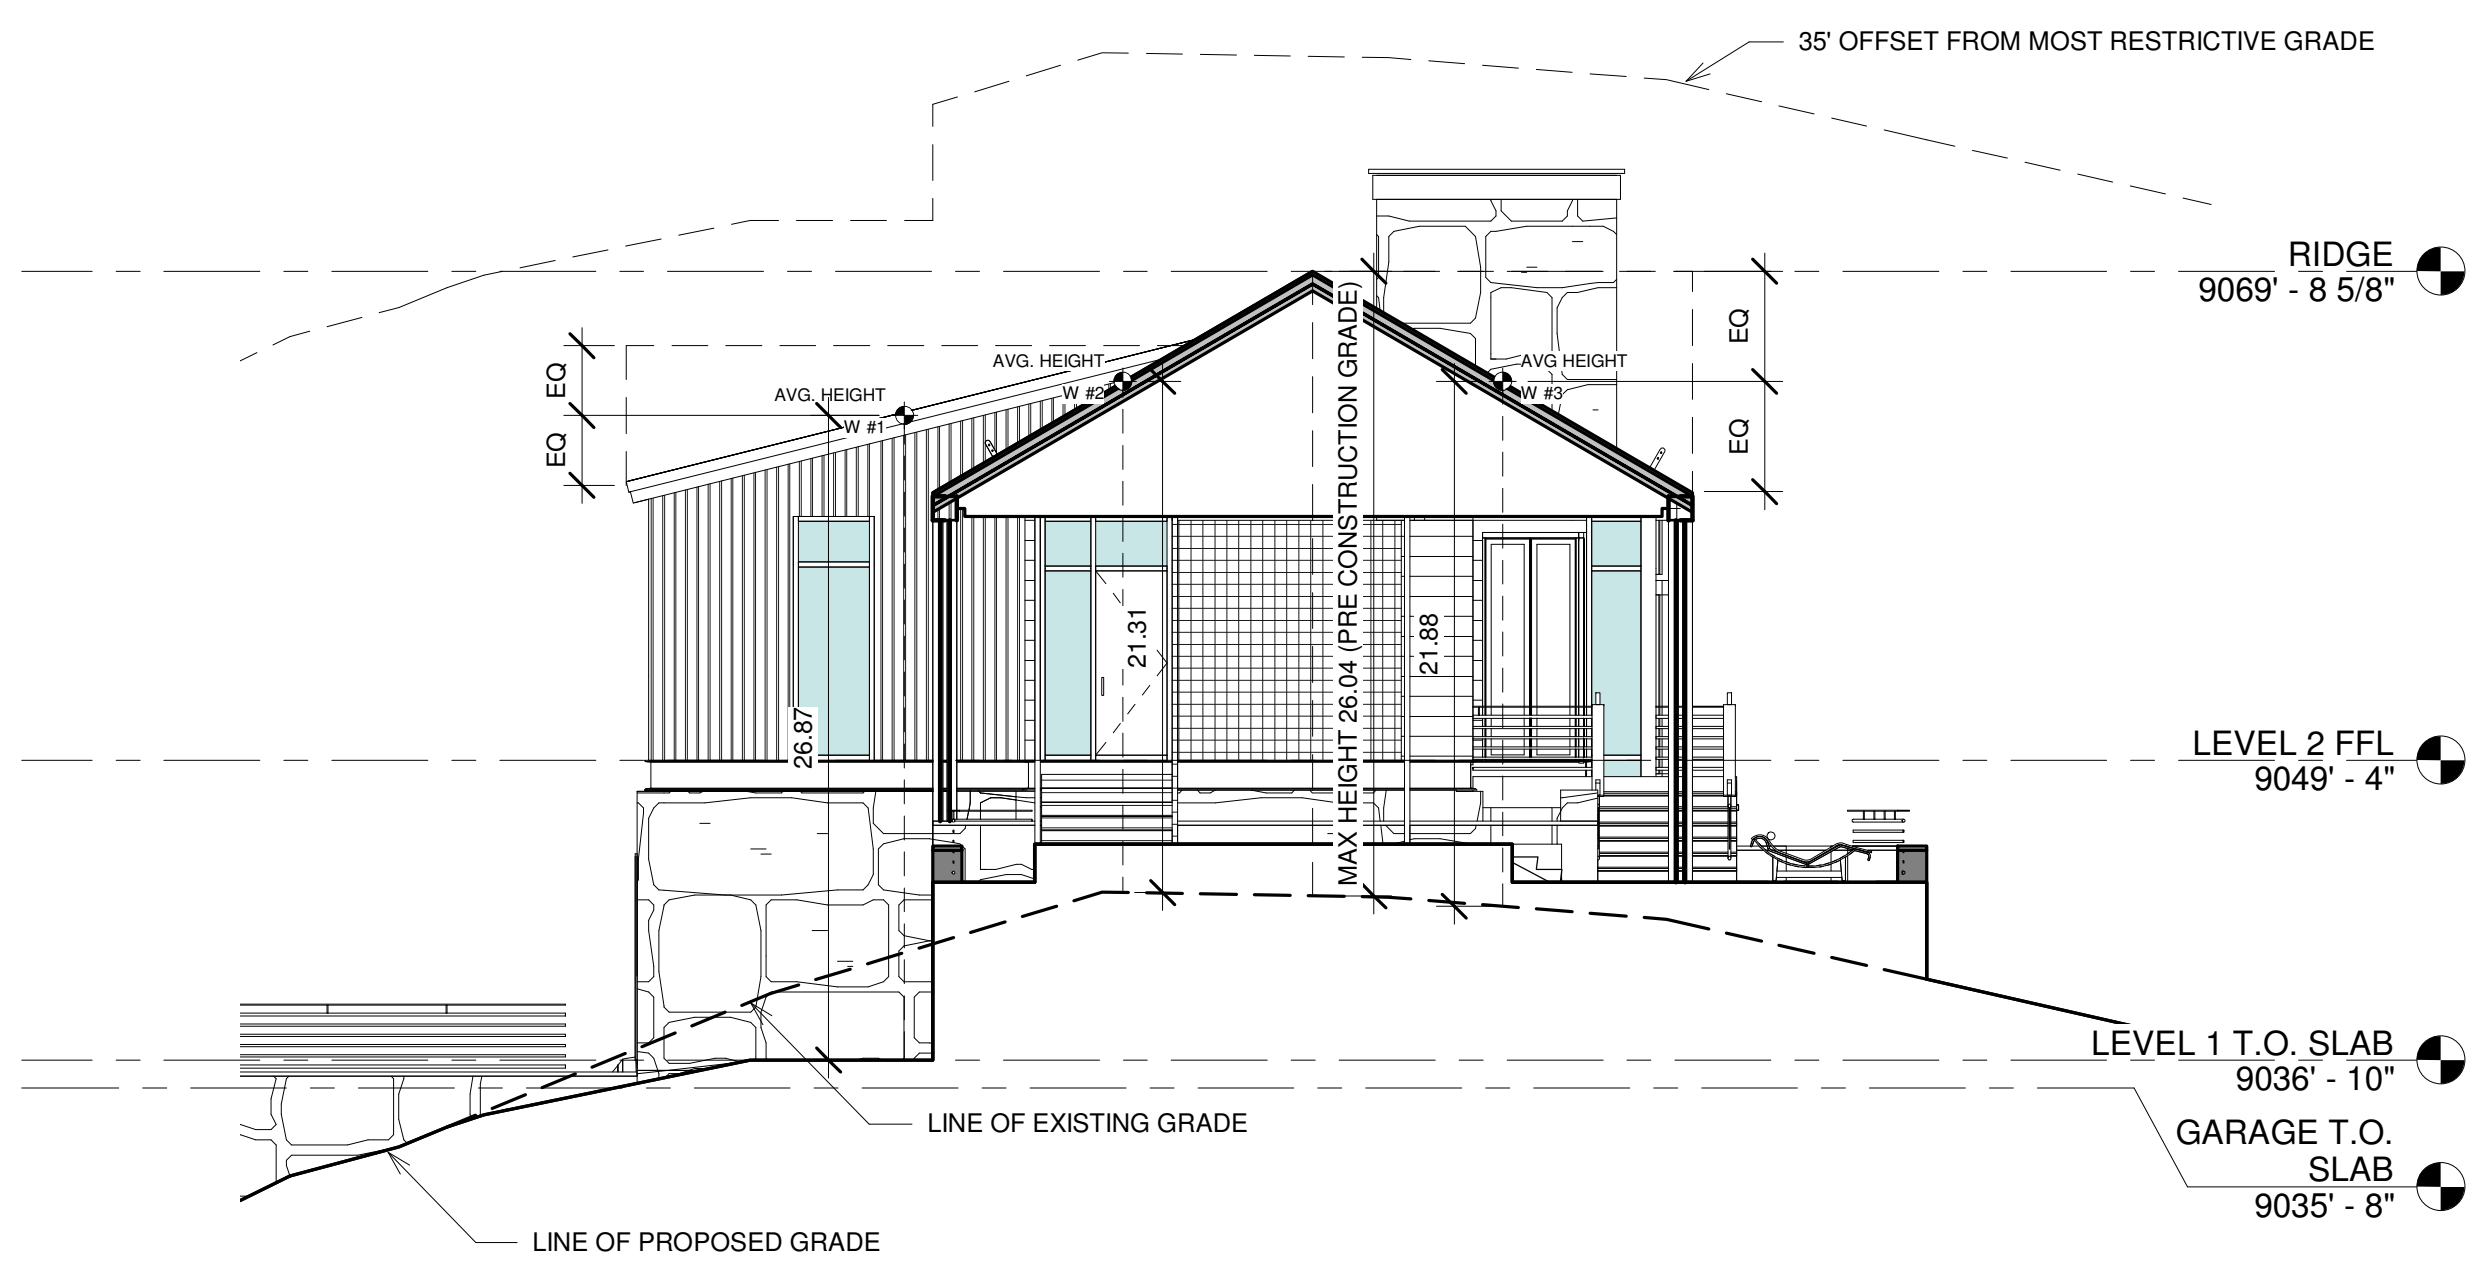 35' OFFSET FROM MOST RESTRICTIVE GRADE
RIDGE
9069' - 8 5/8"
EQ
EQ
EQ
EQ
AVG. HEIGHT
W #1
AVG. HEIGHT
W #2
AVG HEIGHT
W #3
MAX HEIGHT 26.04 (PRE CONSTRUCTION GRADE)
26.87
21.31
21.88
LEVEL 2 FFL
9049' - 4"
LEVEL 1 T.O. SLAB
9036' - 10"
GARAGE T.O.
SLAB
9035' - 8"
LINE OF EXISTING GRADE
LINE OF PROPOSED GRADE